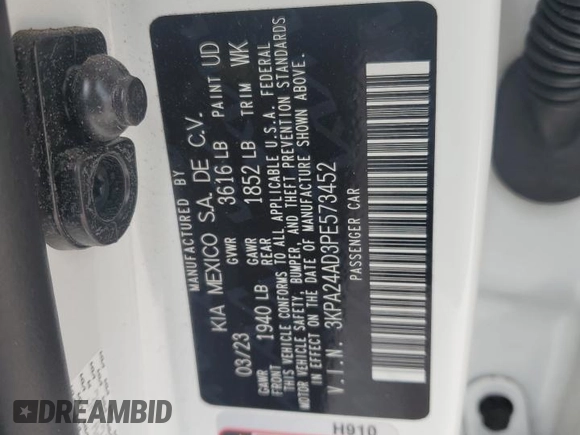 MANUFACTURED BY
KIA MEXICO S.A. DE C.V.
03/23 GVWR 3616 LB PAINT UD
GAWR FRONT 1940 LB GAWR REAR 1852 LB TRIM WK
THIS VEHICLE CONFORMS TO ALL APPLICABLE U.S.A. FEDERAL
MOTOR VEHICLE SAFETY, BUMPER, AND THEFT PREVENTION STANDARDS
IN EFFECT ON THE DATE OF MANUFACTURE SHOWN ABOVE.
V.I.N. 3KPA24AD3PE573452
PASSENGER CAR
H910
DREAMBID